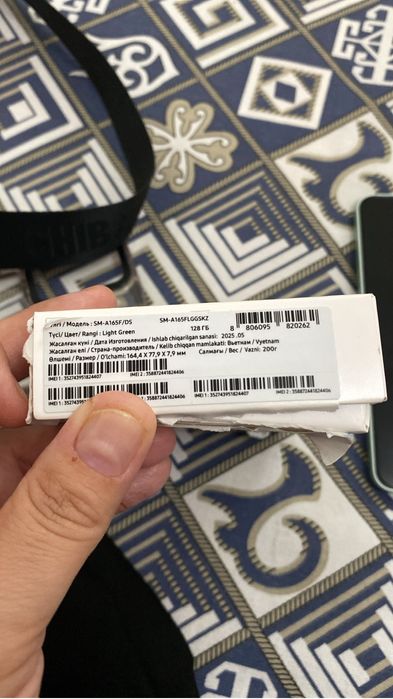 CHIBA
Үлгі / Модель : SM-A165F/DS SM-A165FLGGSKZ
Түсі / Цвет/ Rangi : Light Green 128 ГБ 8 806095 820262
Жасалған күні / Дата Изготовления / Ishlab chiqarilgan sanasi: 2025 .05
Жасалған елі / Страна-производитель / Kelib chiqqan mamlakati: Вьетнам / Vyetnam
Өлшемі / Размер / O'lchami: 164,4 X 77,9 X 7,9 мм Салмағы / Вес / Vazni: 200г
IMEI 1: 352743951824407 IMEI 2 : 358872441824406
IMEI 1 : 352743951824407 IMEI 2 : 358872441824406 IMEI 1 : 352743951824407 IMEI 2 : 358872441824406